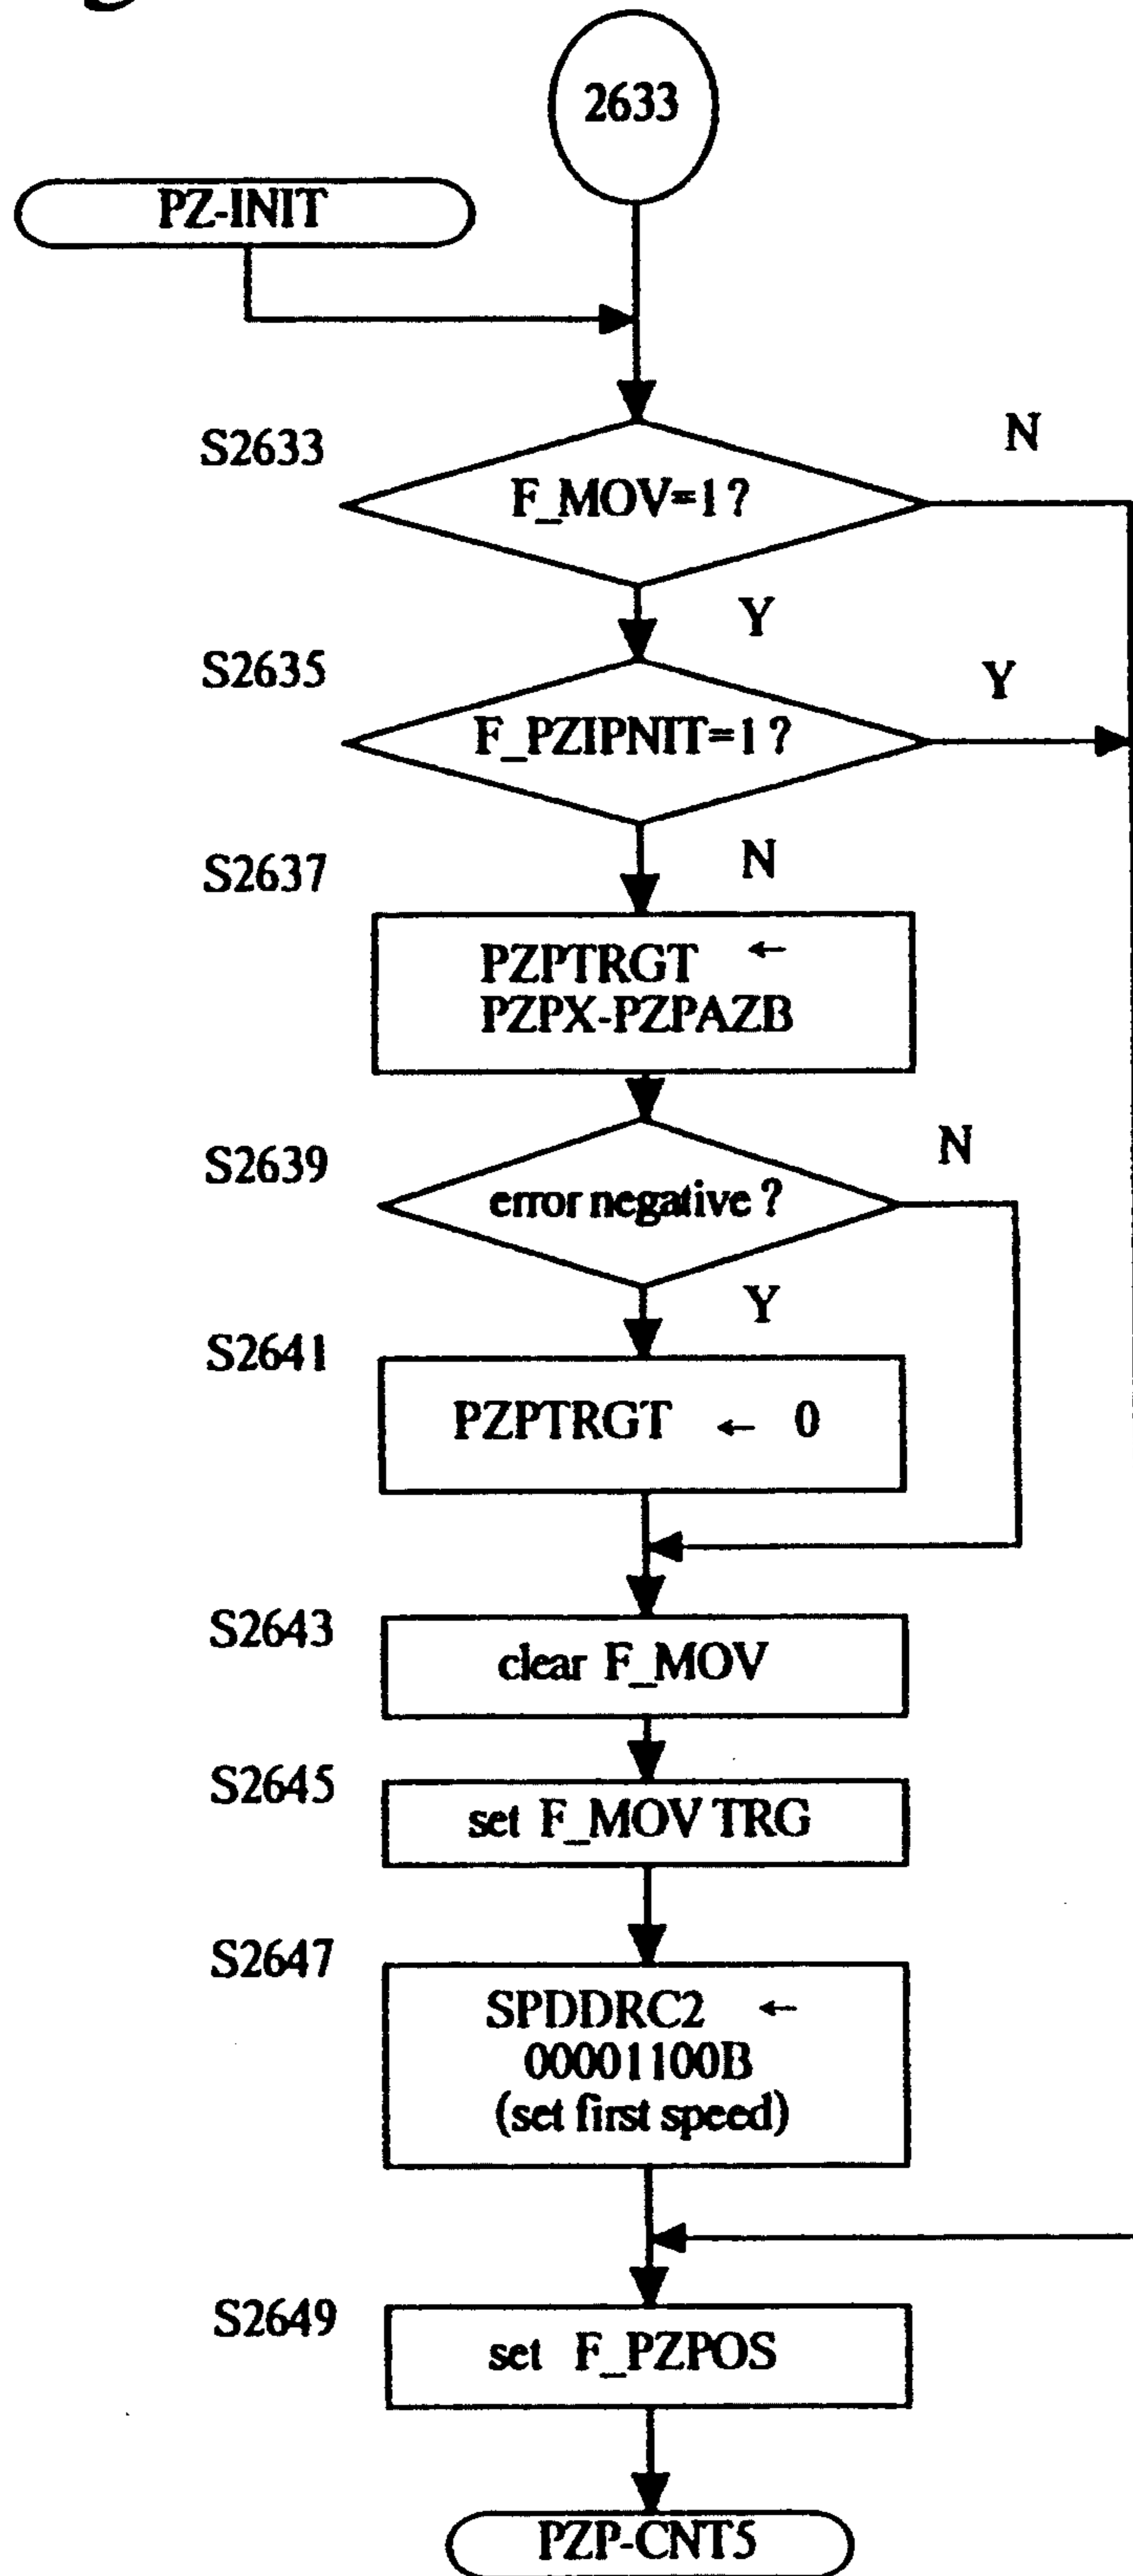 2633
PZ-INIT
S2633
F_MOV=1?
N
Y
S2635
F_PZIPNIT=1?
Y
N
S2637
PZPTRGT ←
PZPX-PZPAZB
S2639
error negative ?
N
Y
S2641
PZPTRGT ← 0
S2643
clear F_MOV
S2645
set F_MOV TRG
S2647
SPDDRC2 ←
00001100B
(set first speed)
S2649
set F_PZPOS
PZP-CNT5